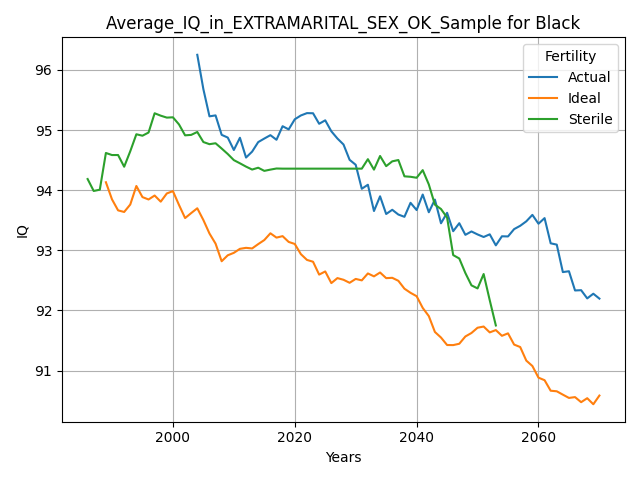 Average_IQ_in_EXTRAMARITAL_SEX_OK_Sample for Black
Fertility
Actual
Ideal
Sterile
IQ
96
95
94
93
92
91
2000
2020
2040
2060
Years